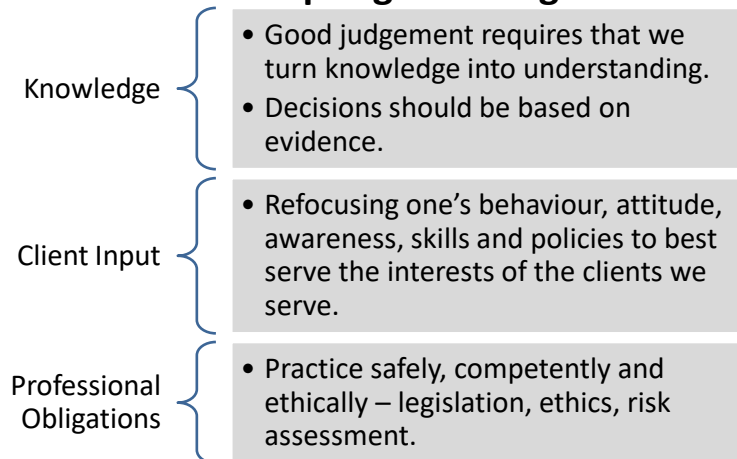 Knowledge
• Good judgement requires that we
turn knowledge into understanding.
• Decisions should be based on
evidence.
Client Input
• Refocusing one’s behaviour, attitude,
awareness, skills and policies to best
serve the interests of the clients we
serve.
Professional
Obligations
• Practice safely, competently and
ethically – legislation, ethics, risk
assessment.